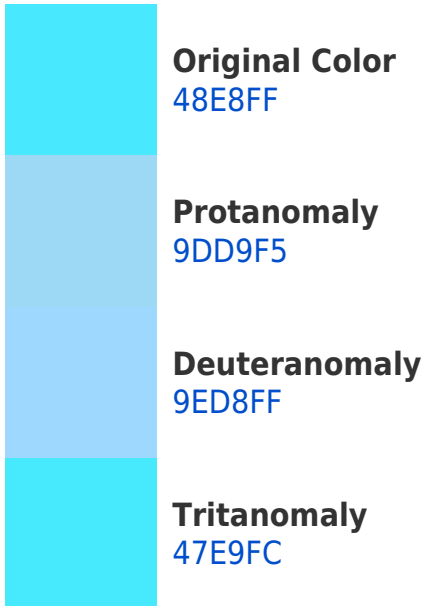 Original Color
48E8FF
Protanomaly
9DD9F5
Deuteranomaly
9ED8FF
Tritanomaly
47E9FC